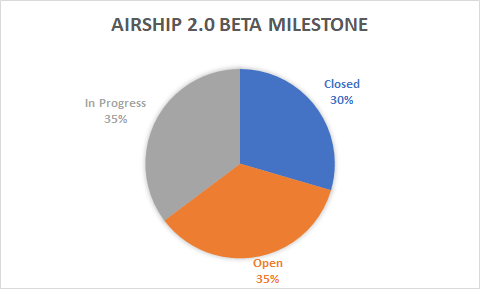 AIRSHIP 2.0 BETA MILESTONE
Closed
30%
In Progress
35%
Open
35%